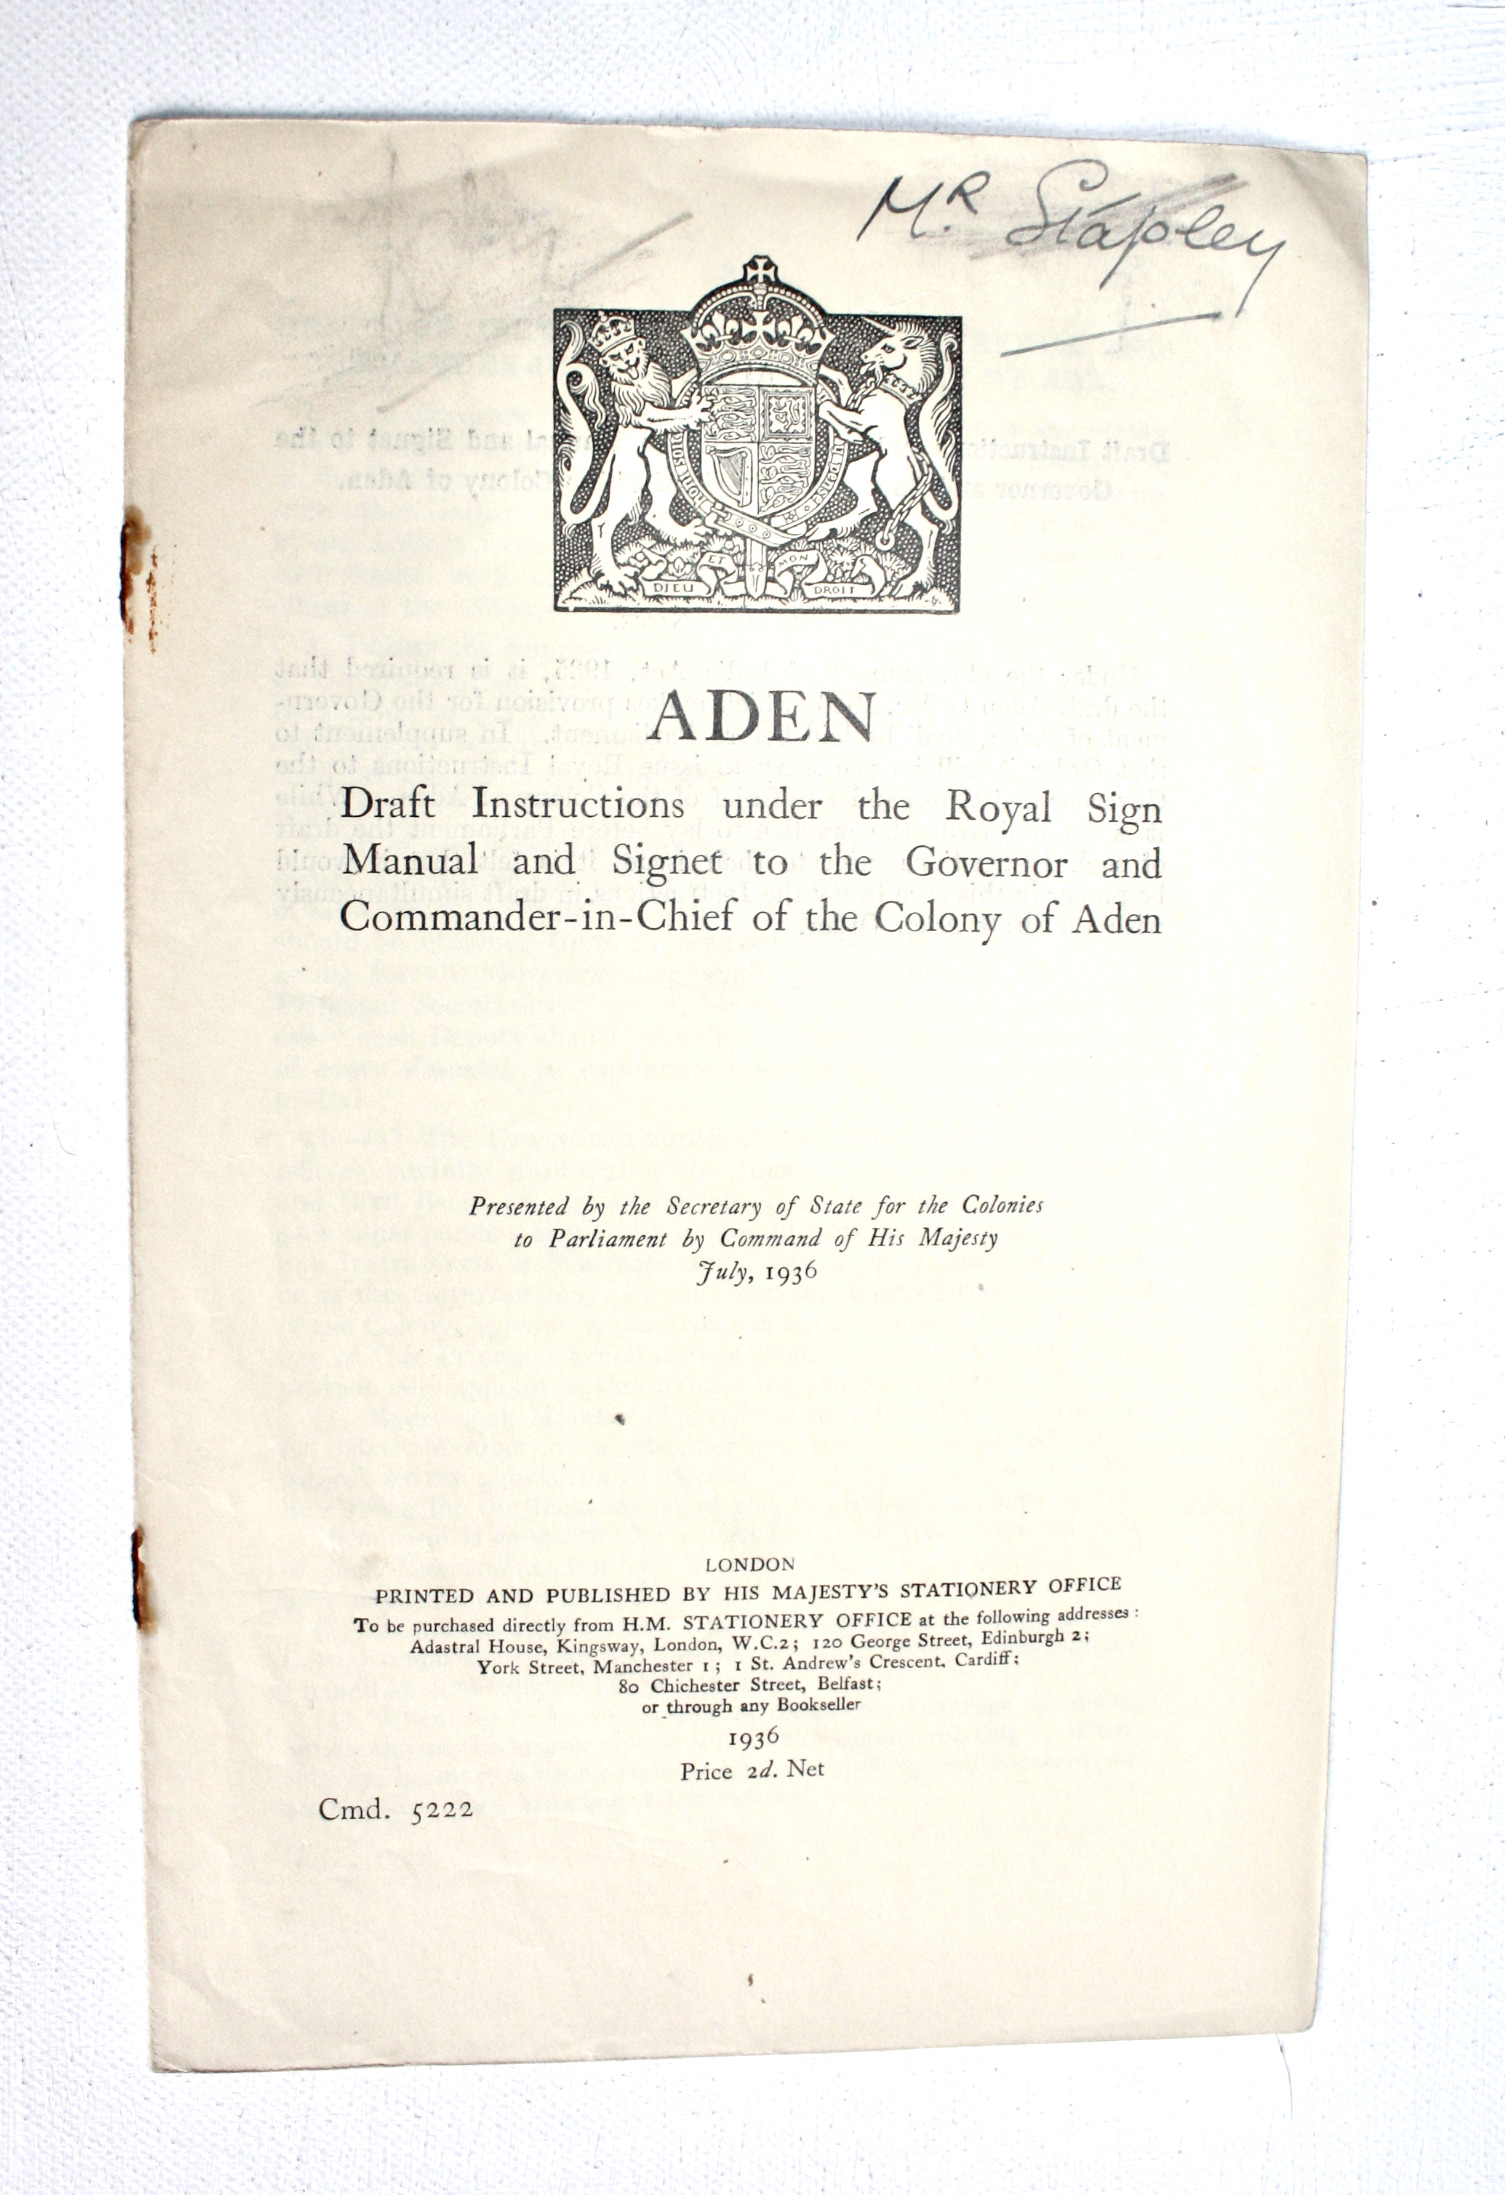 Mr. Stapley
DIEU ET MON DROIT
ADEN
Draft Instructions under the Royal Sign
Manual and Signet to the Governor and
Commander-in-Chief of the Colony of Aden
Presented by the Secretary of State for the Colonies
to Parliament by Command of His Majesty
July, 1936
LONDON
PRINTED AND PUBLISHED BY HIS MAJESTY'S STATIONERY OFFICE
To be purchased directly from H.M. STATIONERY OFFICE at the following addresses:
Adastral House, Kingsway, London, W.C.2; 120 George Street, Edinburgh 2;
York Street, Manchester 1; 1 St. Andrew's Crescent, Cardiff;
80 Chichester Street, Belfast;
or through any Bookseller
1936
Price 2d. Net
Cmd. 5222